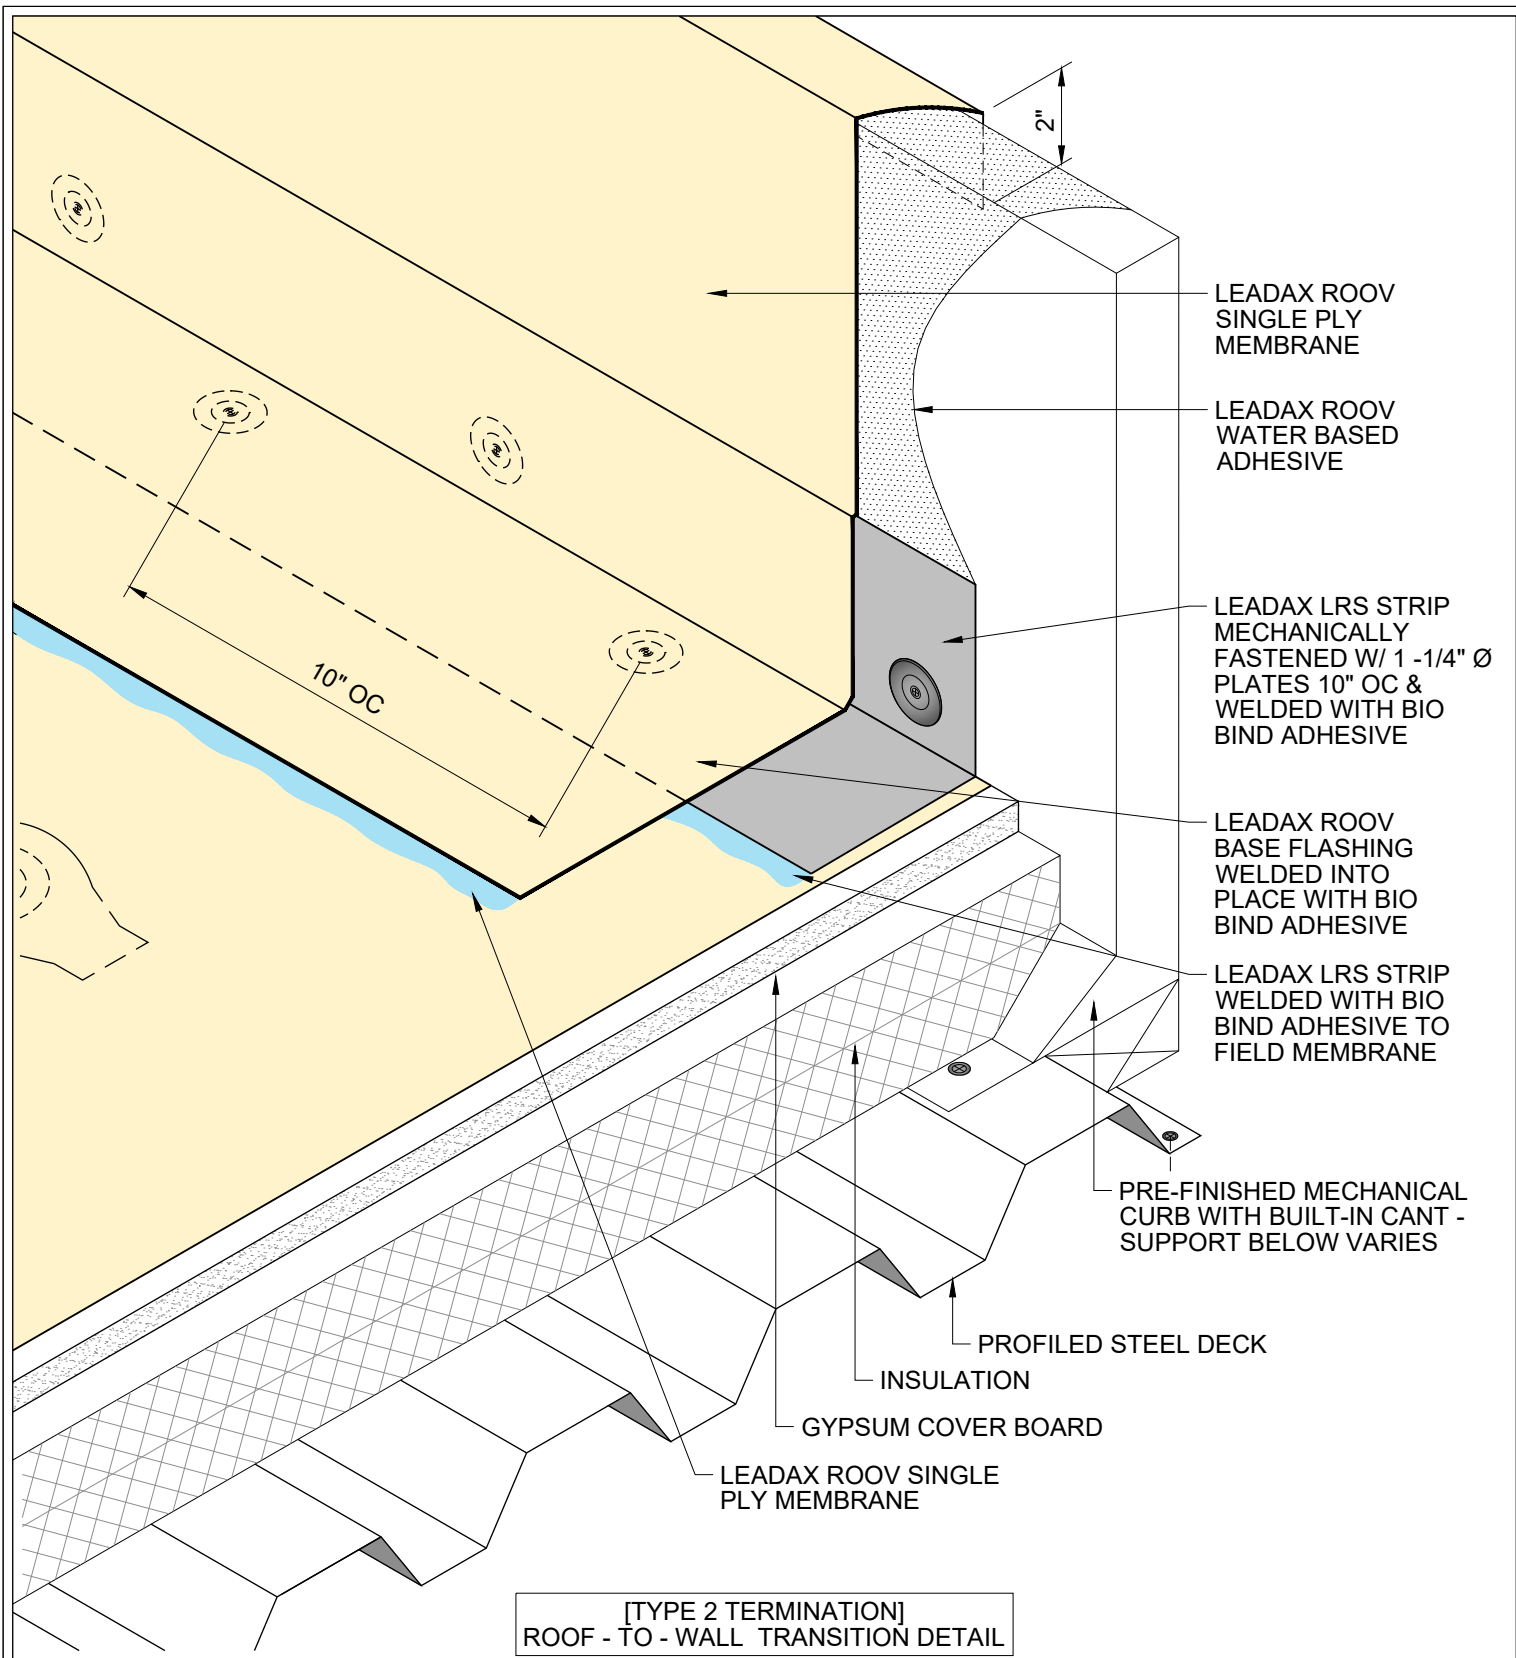 2"
LEADAX ROOV
SINGLE PLY
MEMBRANE
LEADAX ROOV
WATER BASED
ADHESIVE
LEADAX LRS STRIP
MECHANICALLY
FASTENED W/ 1 -1/4" Ø
PLATES 10" OC &
WELDED WITH BIO
BIND ADHESIVE
10" OC
LEADAX ROOV
BASE FLASHING
WELDED INTO
PLACE WITH BIO
BIND ADHESIVE
LEADAX LRS STRIP
WELDED WITH BIO
BIND ADHESIVE TO
FIELD MEMBRANE
PRE-FINISHED MECHANICAL
CURB WITH BUILT-IN CANT -
SUPPORT BELOW VARIES
PROFILED STEEL DECK
INSULATION
GYPSUM COVER BOARD
LEADAX ROOV SINGLE
PLY MEMBRANE
[TYPE 2 TERMINATION]
ROOF - TO - WALL TRANSITION DETAIL